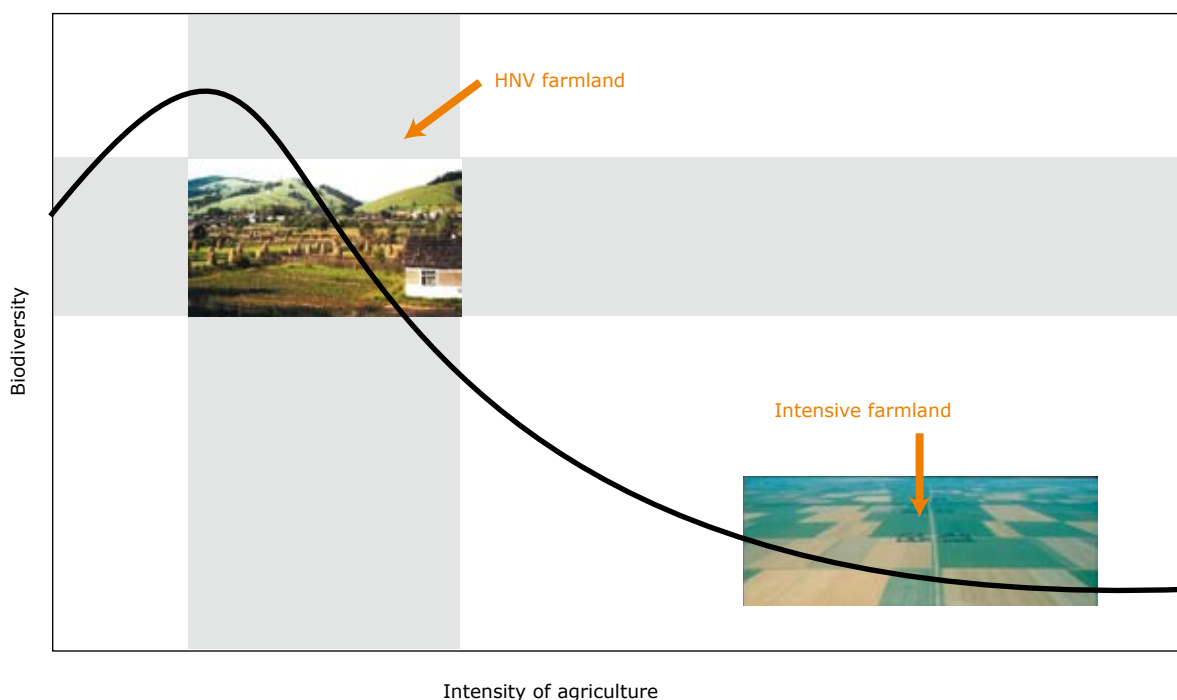 HNV farmland
Biodiversity
Intensive farmland
Intensity of agriculture